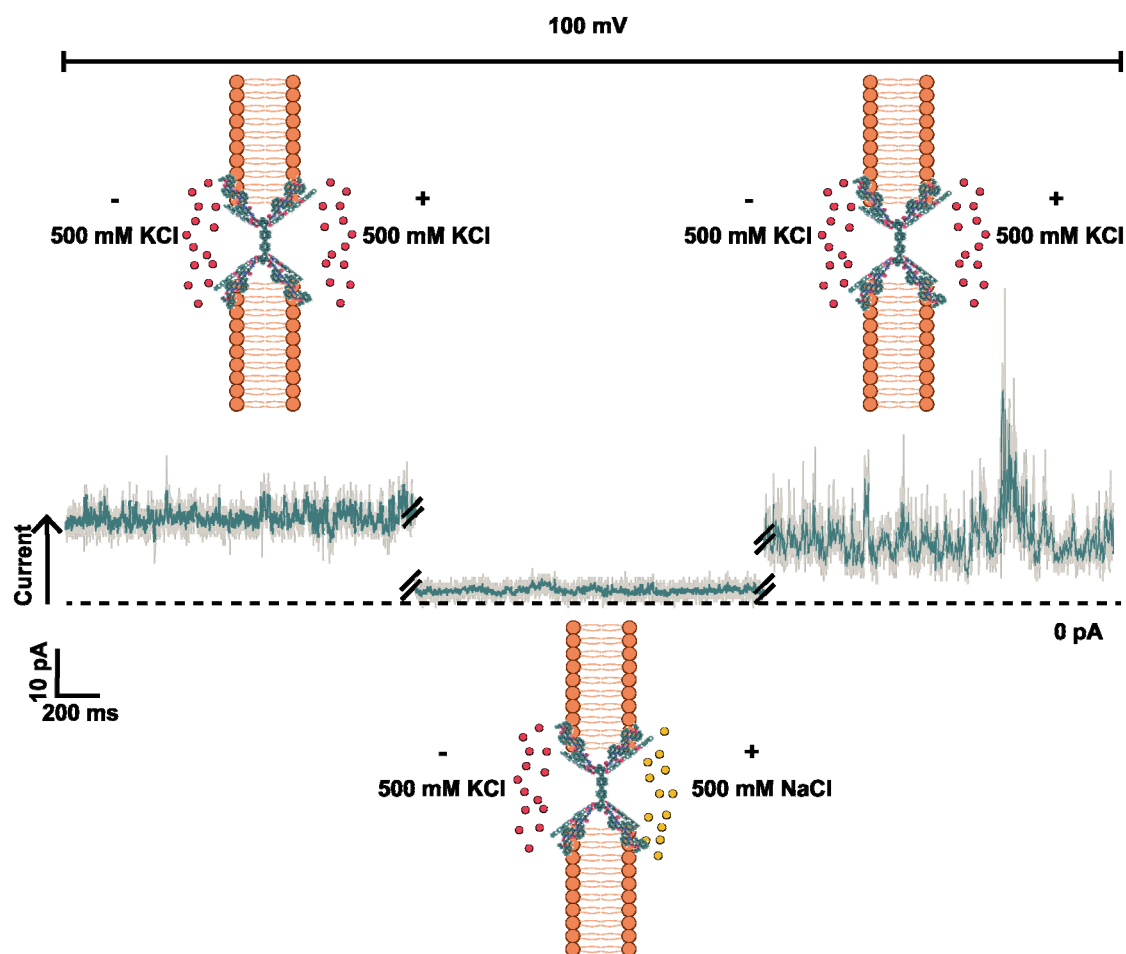 100 mV
- + - +
500 mM KCl 500 mM KCl 500 mM KCl 500 mM KCl
Current
0 pA
10 pA
200 ms
- +
500 mM KCl 500 mM NaCl